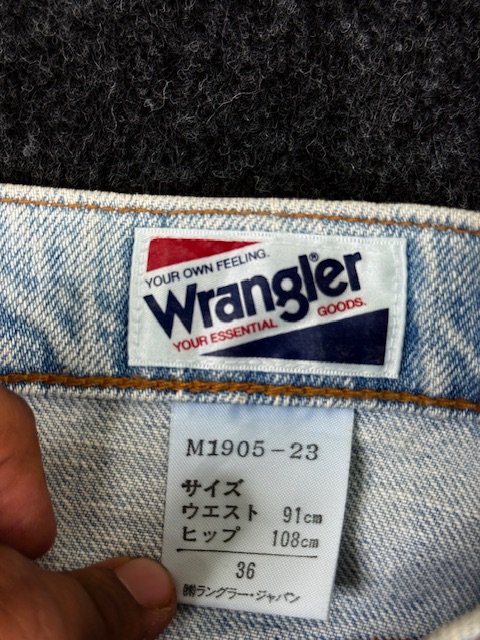 YOUR OWN FEELING.
Wrangler®
GOODS.
YOUR ESSENTIAL
M1905-23
サイズ
ウエスト 91cm
ヒップ 108cm
36
㈱ラングラー・ジャパン